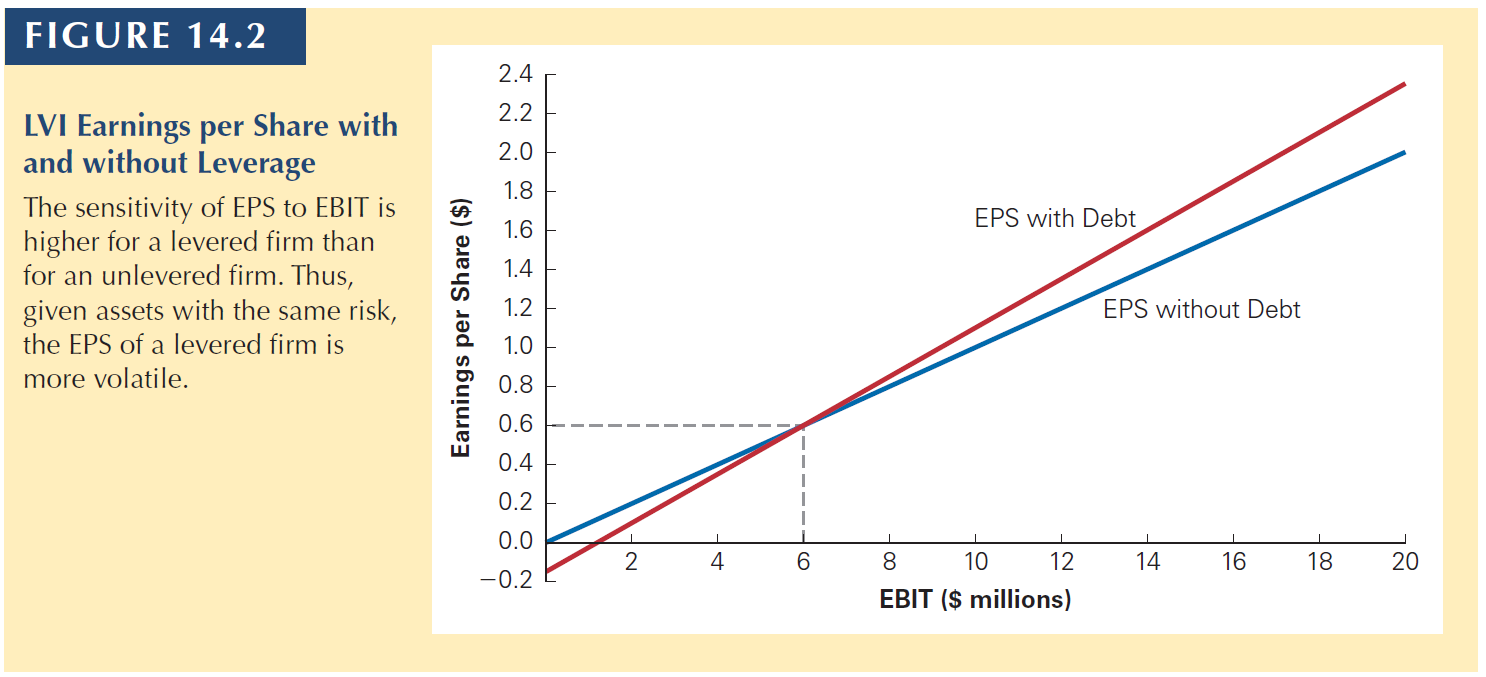 FIGURE 14.2
LVI Earnings per Share with
and without Leverage
The sensitivity of EPS to EBIT is
higher for a levered firm than
for an unlevered firm. Thus,
given assets with the same risk,
the EPS of a levered firm is
more volatile.
Earnings per Share ($)
2.4
2.2
2.0
1.8
1.6
1.4
1.2
1.0
0.8
0.6
0.4
0.2
0.0
−0.2
EPS with Debt
EPS without Debt
2 4 6 8 10 12 14 16 18 20
EBIT ($ millions)